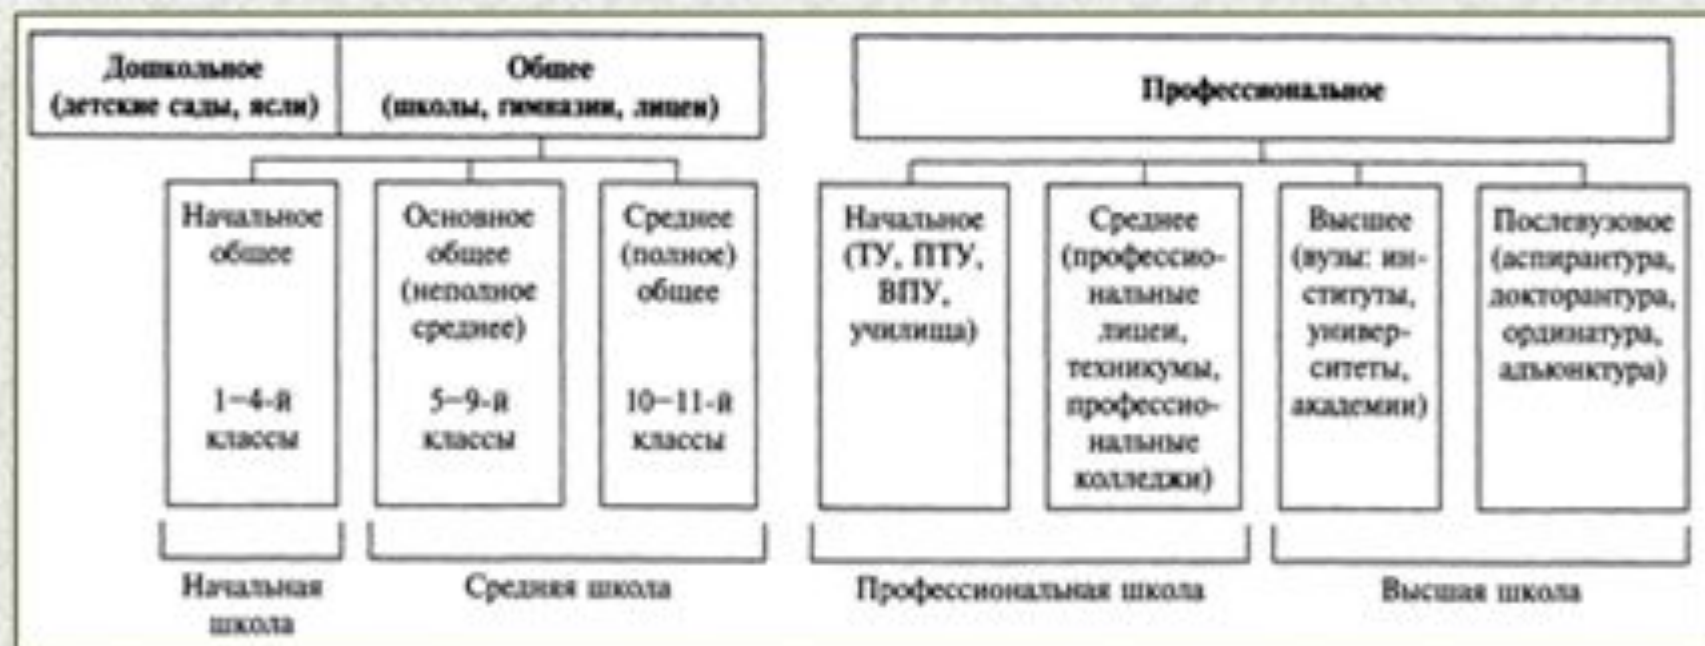 Дошкольное
(детские сады, ясли)
Общее
(школы, гимназии, лицеи)
Профессиональное
Начальное
общее
1–4-й
классы
Основное
общее
(неполное
среднее)
5–9-й
классы
Среднее
(полное)
общее
10–11-й
классы
Начальное
(ТУ, ПТУ,
ВПУ,
училища)
Среднее
(профессио-
нальные
лицеи,
техникумы,
профессио-
нальные
колледжи)
Высшее
(вузы: ин-
ституты,
универ-
ситеты,
академии)
Послевузовое
(аспирантура,
докторантура,
ординатура,
адъюнктура)
Начальная
школа
Средняя школа
Профессиональная школа
Высшая школа